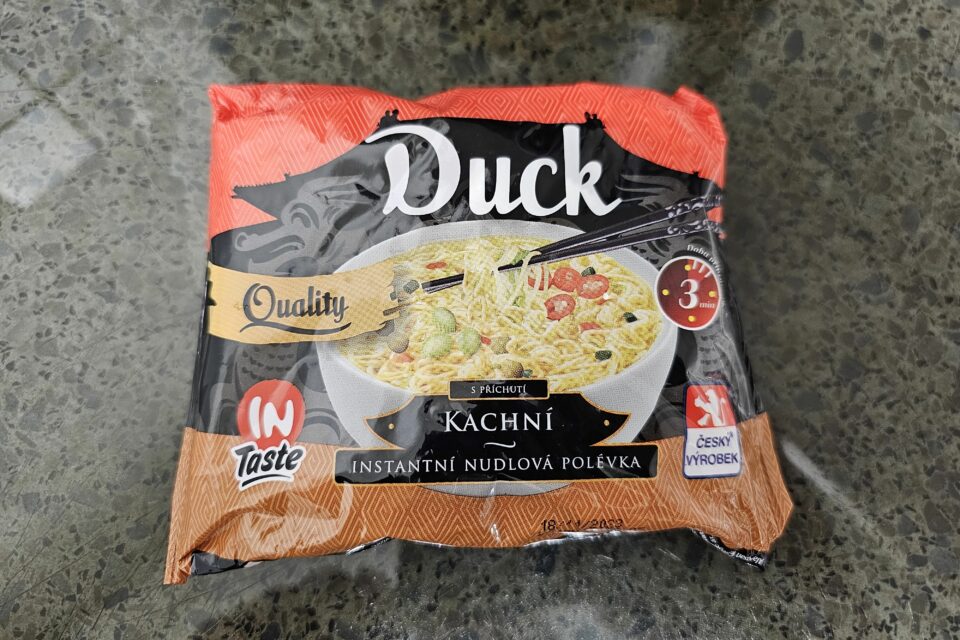 Duck
Quality
3 min
S PŘÍCHUTÍ
KACHNÍ
~
INSTANTNÍ NUDLOVÁ POLÉVKA
IN
Taste
ČESKÝ
VÝROBEK